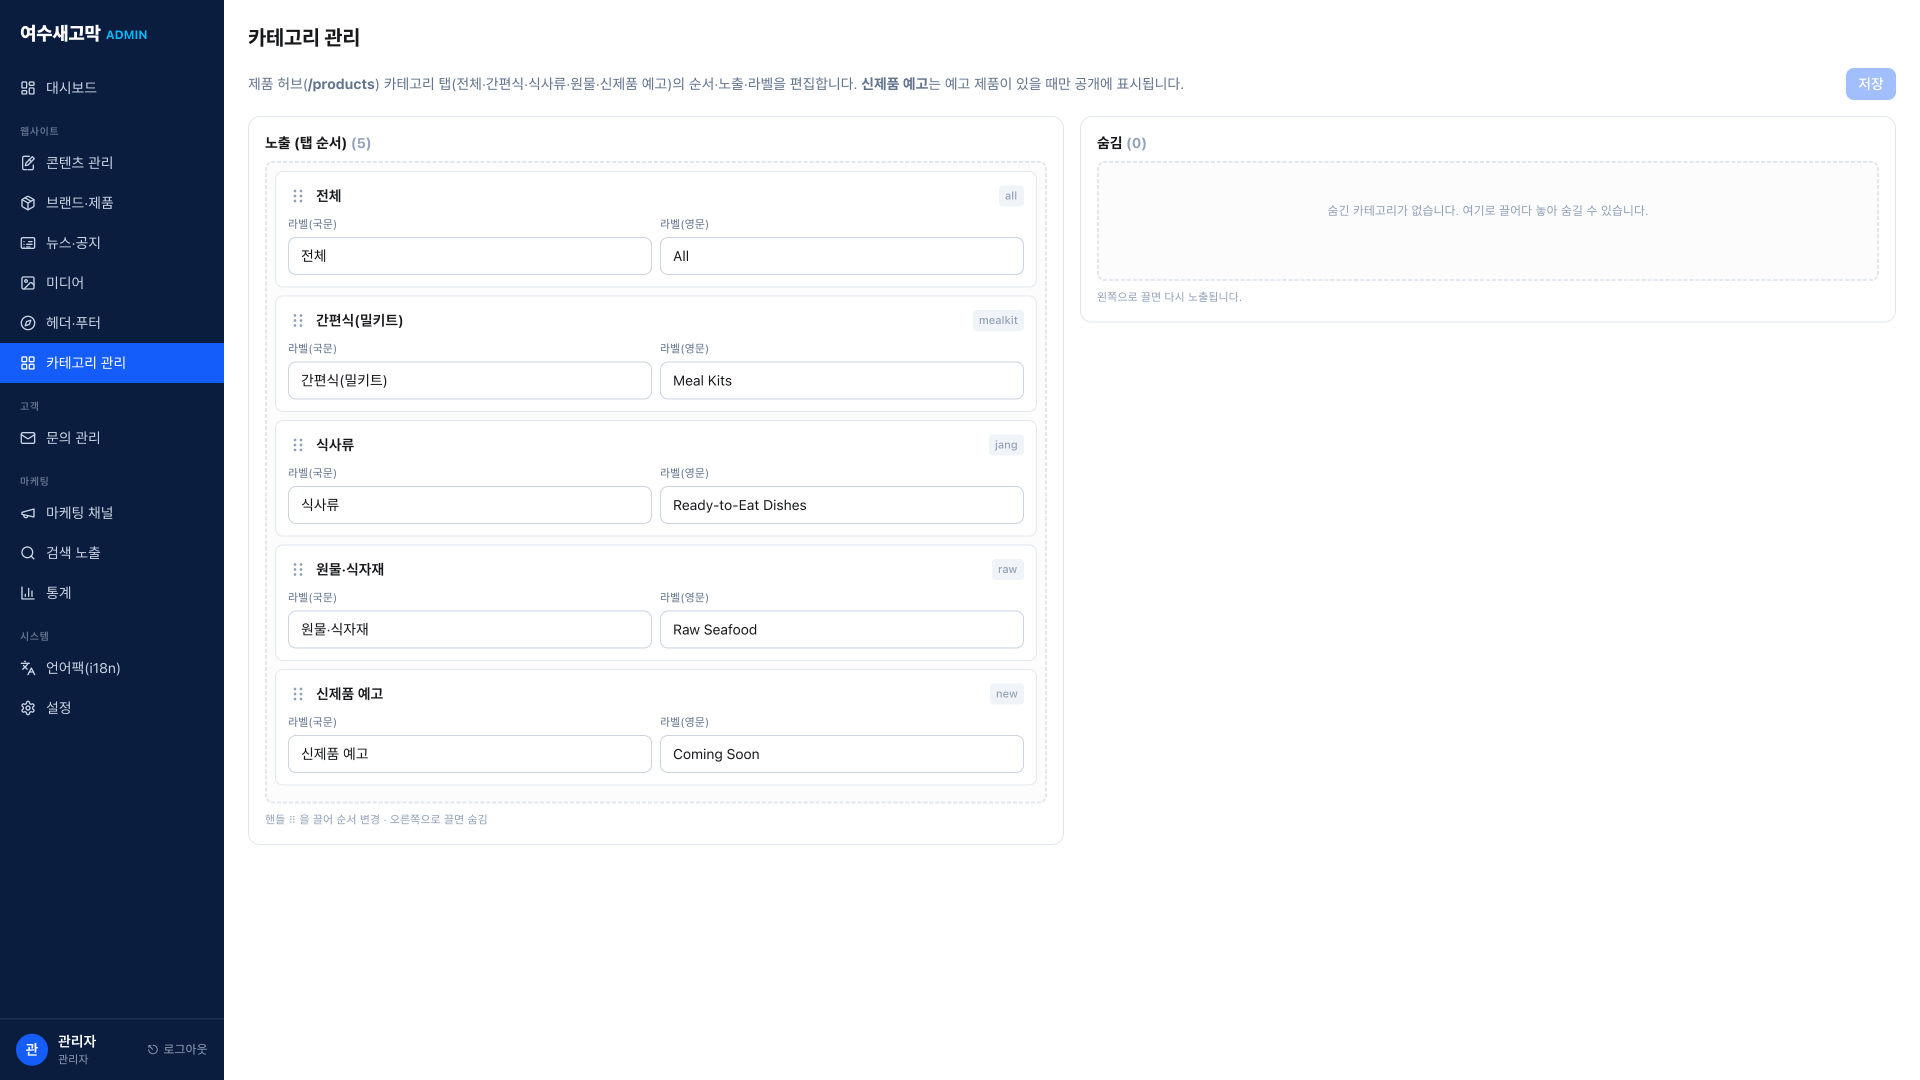 여수새고막 ADMIN
대시보드
웹사이트
콘텐츠 관리
브랜드·제품
뉴스·공지
미디어
헤더·푸터
카테고리 관리
고객
문의 관리
마케팅
마케팅 채널
검색 노출
통계
시스템
언어팩(i18n)
설정
관
관리자
관리자
로그아웃
카테고리 관리
제품 허브(/products) 카테고리 탭(전체·간편식·식사류·원물·신제품 예고)의 순서·노출·라벨을 편집합니다. 신제품 예고는 예고 제품이 있을 때만 공개에 표시됩니다.
저장
노출 (탭 순서) (5)
전체
all
라벨(국문) 라벨(영문)
전체 All
간편식(밀키트)
mealkit
라벨(국문) 라벨(영문)
간편식(밀키트) Meal Kits
식사류
jang
라벨(국문) 라벨(영문)
식사류 Ready-to-Eat Dishes
원물·식자재
raw
라벨(국문) 라벨(영문)
원물·식자재 Raw Seafood
신제품 예고
new
라벨(국문) 라벨(영문)
신제품 예고 Coming Soon
핸들 ⠿ 을 끌어 순서 변경 · 오른쪽으로 끌면 숨김
숨김 (0)
숨긴 카테고리가 없습니다. 여기로 끌어다 놓아 숨길 수 있습니다.
왼쪽으로 끌면 다시 노출됩니다.